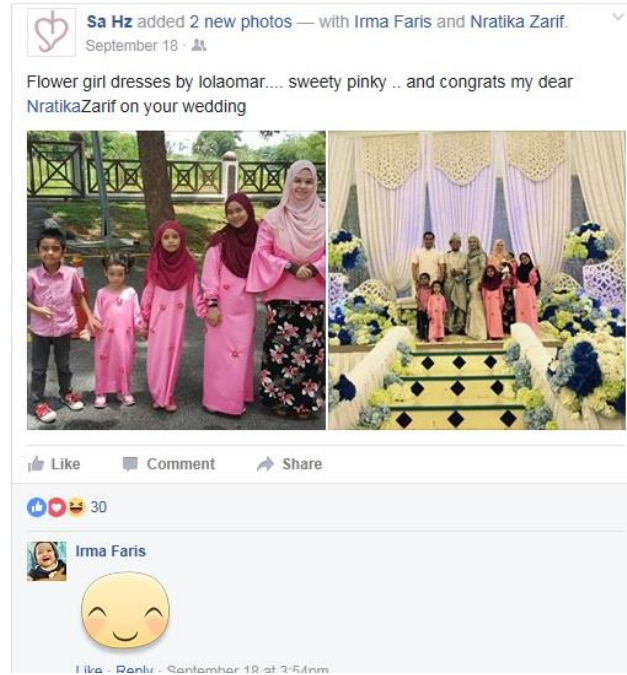 Sa Hz added 2 new photos — with Irma Faris and Nratika Zarif.
September 18 ·
Flower girl dresses by lolaomar.... sweety pinky .. and congrats my dear
NratikaZarif on your wedding
Like Comment Share
30
Irma Faris
Like · Reply · September 18 at 3:54pm